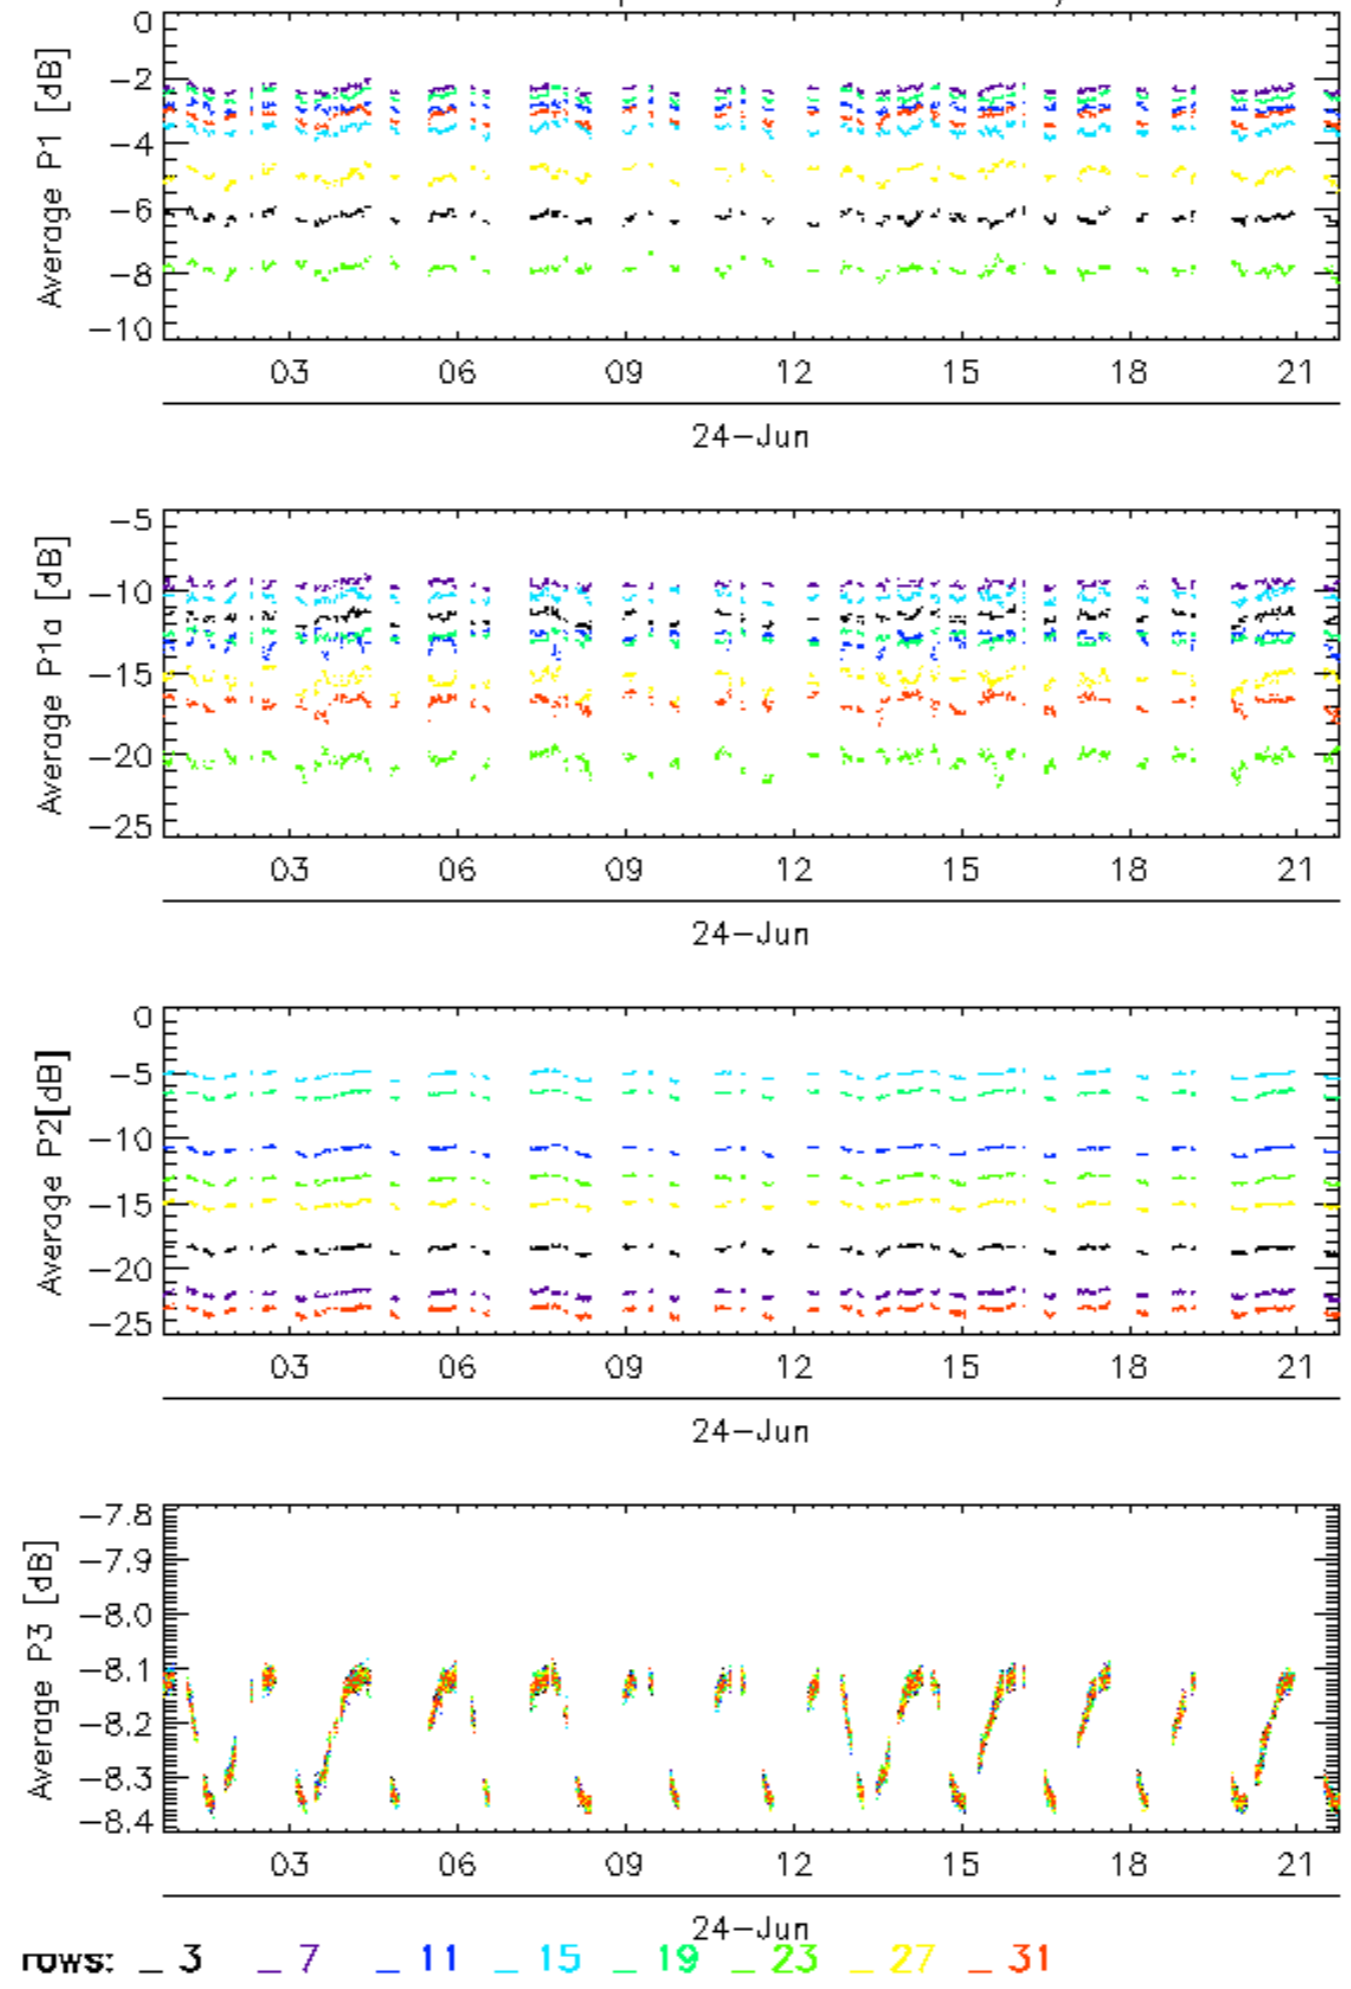 0
-2
-4
-6
-8
-10
Average P1 [dB]
03 06 09 12 15 18 21
24-Jun
-5
-10
-15
-20
-25
Average P1a [dB]
03 06 09 12 15 18 21
24-Jun
0
-5
-10
-15
-20
-25
Average P2[dB]
03 06 09 12 15 18 21
24-Jun
-7.8
-7.9
-8.0
-8.1
-8.2
-8.3
-8.4
Average P3 [dB]
03 06 09 12 15 18 21
24-Jun
rows: _ 3 _ 7 _ 11 _ 15 _ 19 _ 23 _ 27 _ 31